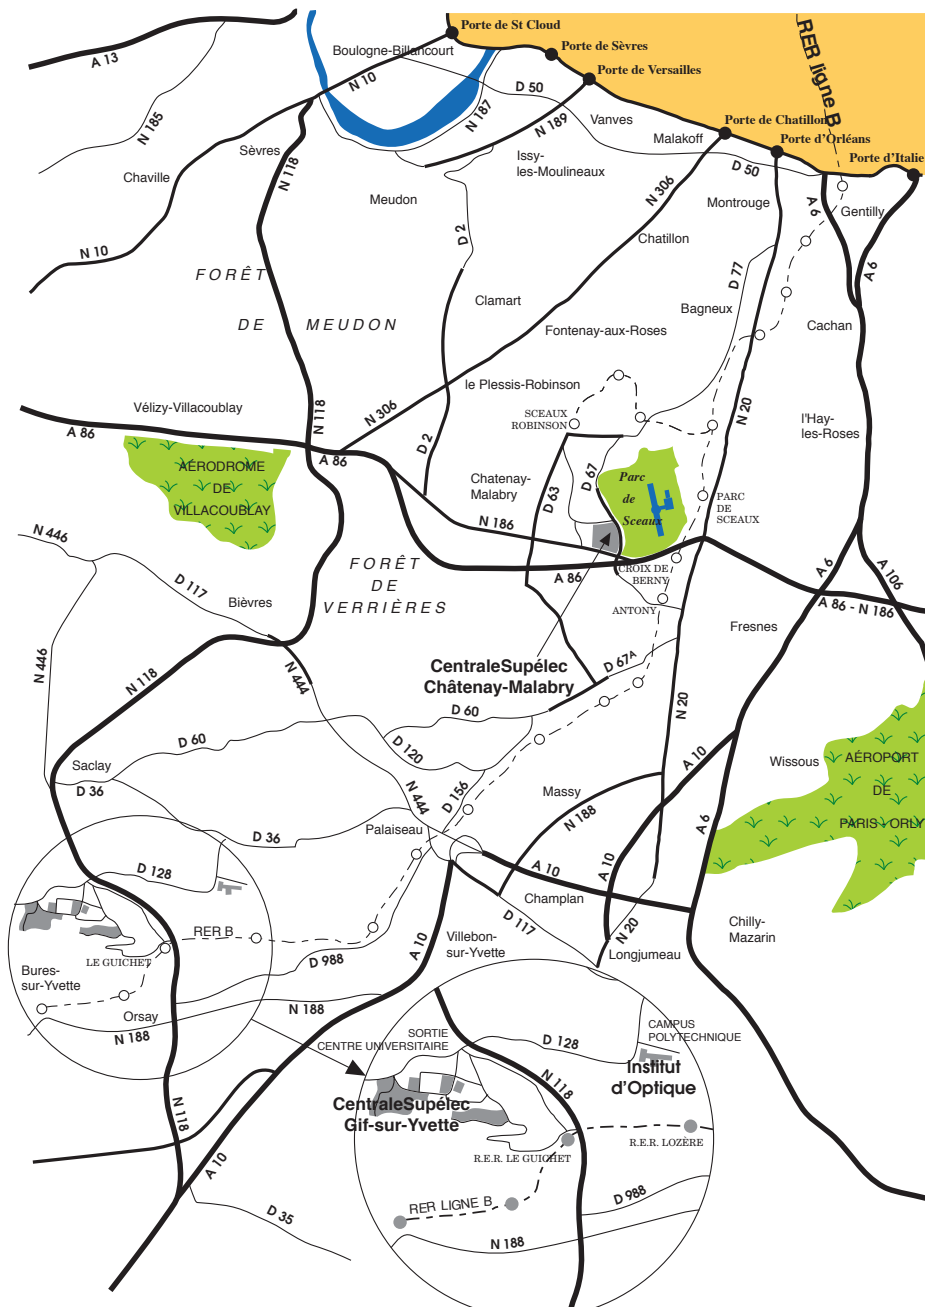 Porte de St Cloud
Porte de Sèvres
Porte de Versailles
Porte de Chatillon
Porte d'Orléans
Porte d'Italie
RER ligne B
A 13
Boulogne-Billancourt
N 10
D 50
N 187
N 189
N 185
Vanves
Malakoff
D 50
Sèvres
N 118
Issy-
les-Moulineaux
Chaville
Meudon
N 306
Montrouge
A 6
Gentilly
N 10
D 2
Chatillon
A 6
FORÊT
DE MEUDON
D 77
Clamart
Bagneux
Fontenay-aux-Roses
Cachan
le Plessis-Robinson
Vélizy-Villacoublay
N 118
N 306
SCEAUX
ROBINSON
N 20
l'Hay-
les-Roses
A 86
A 86
D 2
AÉRODROME
DE
VILLACOUBLAY
Chatenay-
Malabry
D 63
D 67
Parc
de
Sceaux
PARC
DE
SCEAUX
N 186
N 446
D 117
FORÊT
DE
VERRIÈRES
A 86
CROIX DE
BERNY
A 6
A 106
A 86 - N 186
Bièvres
ANTONY
Fresnes
N 446
N 118
N 444
CentraleSupélec
Châtenay-Malabry
D 67A
N 20
D 60
D 60
D 120
Saclay
D 36
N 444
D 156
Massy
A 10
Wissous
AÉROPORT
DE
PARIS - ORLY
Palaiseau
D 36
N 188
A 6
D 128
A 10
A 10
Champlan
D 117
N 20
Chilly-
Mazarin
RER B
LE GUICHET
D 988
A 10
Villebon-
sur-Yvette
Longjumeau
Bures-
sur-Yvette
Orsay
N 188
N 188
SORTIE
CENTRE UNIVERSITAIRE
D 128
CAMPUS
POLYTECHNIQUE
Institut
d'Optique
N 118
CentraleSupélec
Gif-sur-Yvette
N 118
R.E.R. LE GUICHET
R.E.R. LOZÈRE
A 10
RER LIGNE B
D 988
D 35
N 188